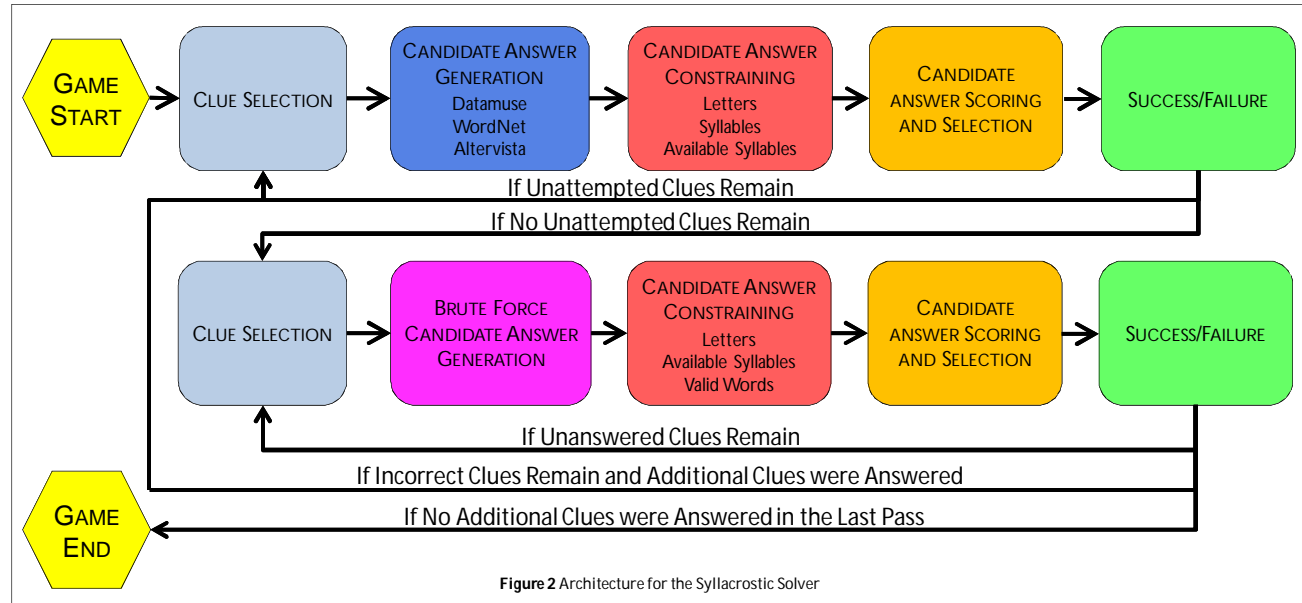 GAME
START
CLUE SELECTION
CANDIDATE ANSWER
GENERATION
Datamuse
WordNet
Altervista
CANDIDATE ANSWER
CONSTRAINING
Letters
Syllables
Available Syllables
CANDIDATE
ANSWER SCORING
AND SELECTION
SUCCESS/FAILURE
If Unattempted Clues Remain
If No Unattempted Clues Remain
CLUE SELECTION
BRUTE FORCE
CANDIDATE ANSWER
GENERATION
CANDIDATE ANSWER
CONSTRAINING
Letters
Available Syllables
Valid Words
CANDIDATE
ANSWER SCORING
AND SELECTION
SUCCESS/FAILURE
If Unanswered Clues Remain
If Incorrect Clues Remain and Additional Clues were Answered
If No Additional Clues were Answered in the Last Pass
GAME
END
Figure 2 Architecture for the Syllacrostic Solver